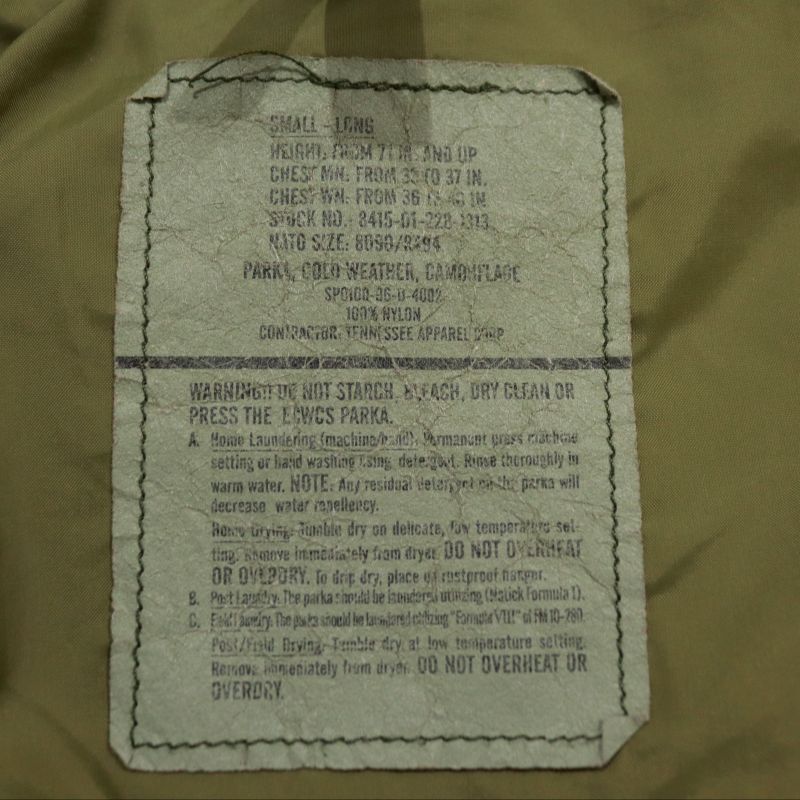 SMALL - LONG
HEIGHT: FROM 71 IN. AND UP
CHEST MN: FROM 33 TO 37 IN.
CHEST WN: FROM 36 IN.
STOCK NO.- 8415-01-228-1313
NATO SIZE: 8090/8494
PARKA, COLD WEATHER, CAMOUFLAGE
SPO100-96-D-4002
100% NYLON
CONTRACTOR: TENNESSEE APPAREL CORP
WARNING!! DO NOT STARCH, BLEACH, DRY CLEAN OR
PRESS THE ECWCS PARKA.
A. Home Laundering (machine/hand): Permanent press machine
setting or hand washing using detergent. Rinse thoroughly in
warm water. NOTE: Any residual detergent on the parka will
decrease water repellency.
Home Drying: Tumble dry on delicate, low temperature set-
ting. Remove immediately from dryer. DO NOT OVERHEAT
OR OVERDRY. To drip dry, place on rustproof hanger.
B. Post Laundry: The parka should be laundered utilizing (Natick Formula 1).
C. Field Laundry: The parka should be laundered utilizing "Formula VIII" of FM 10-280.
Post/Field Drying: Tumble dry at low temperature setting.
Remove immeniately from dryer. DO NOT OVERHEAT OR
OVERDRY.